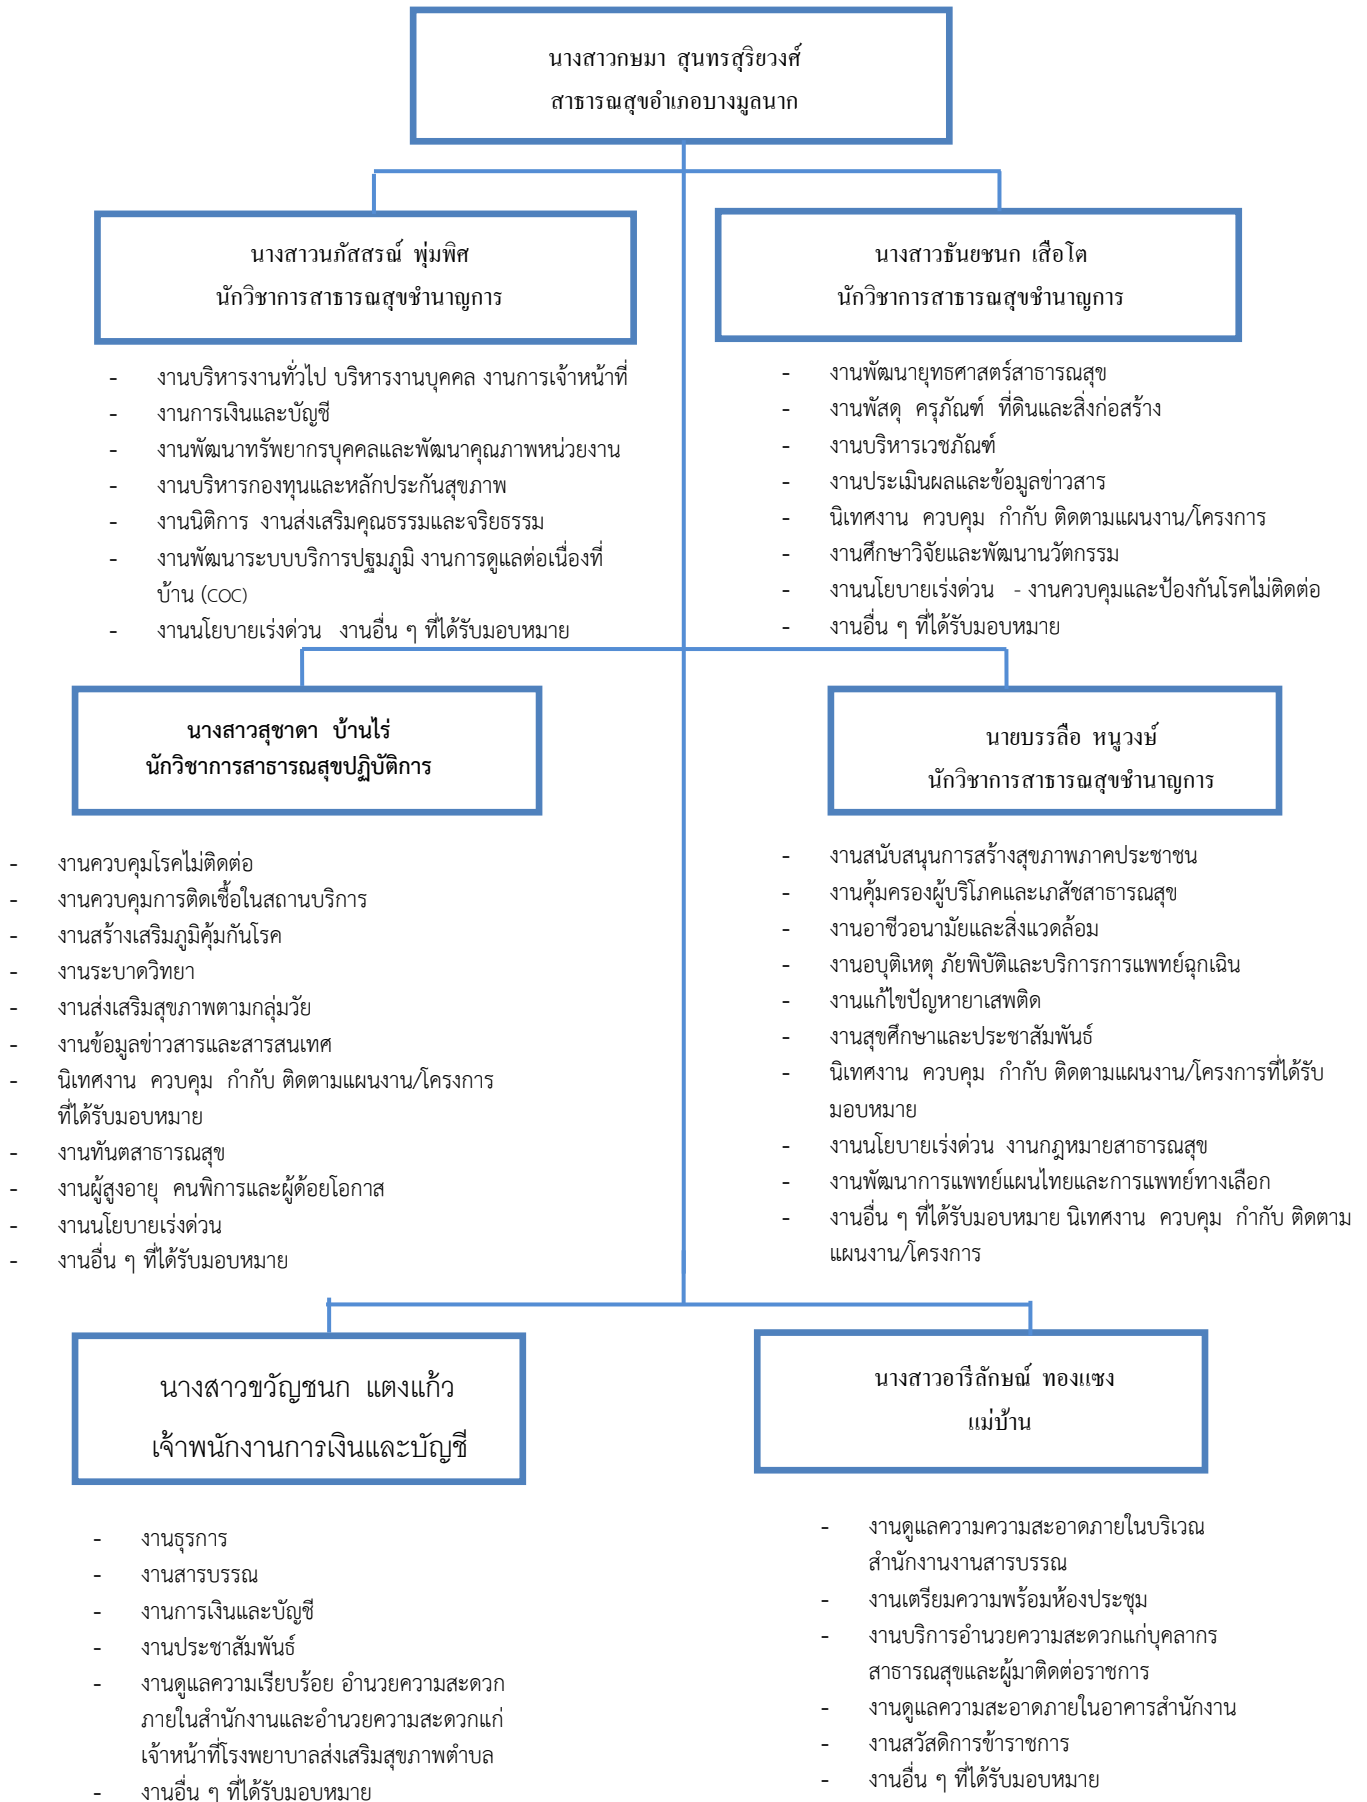 นางสาวกษมา สุนทรสุริยวงศ์
สาธารณสุขอำเภอบางมูลนาก
นางสาวนภัสสรณ์ พุ่มพิศ
นักวิชาการสาธารณสุขชำนาญการ
- งานบริหารงานทั่วไป บริหารงานบุคคล งานการเจ้าหน้าที่
- งานการเงินและบัญชี
- งานพัฒนาทรัพยากรบุคคลและพัฒนาคุณภาพหน่วยงาน
- งานบริหารกองทุนและหลักประกันสุขภาพ
- งานนิติการ งานส่งเสริมคุณธรรมและจริยธรรม
- งานพัฒนาระบบบริการปฐมภูมิ งานการดูแลต่อเนื่องที่
บ้าน (COC)
- งานนโยบายเร่งด่วน งานอื่น ๆ ที่ได้รับมอบหมาย
นางสาวธันยชนก เสือโต
นักวิชาการสาธารณสุขชำนาญการ
- งานพัฒนายุทธศาสตร์สาธารณสุข
- งานพัสดุ ครุภัณฑ์ ที่ดินและสิ่งก่อสร้าง
- งานบริหารเวชภัณฑ์
- งานประเมินผลและข้อมูลข่าวสาร
- นิเทศงาน ควบคุม กำกับ ติดตามแผนงาน/โครงการ
- งานศึกษาวิจัยและพัฒนานวัตกรรม
- งานนโยบายเร่งด่วน - งานควบคุมและป้องกันโรคไม่ติดต่อ
- งานอื่น ๆ ที่ได้รับมอบหมาย
นางสาวสุชาดา บ้านไร่
นักวิชาการสาธารณสุขปฏิบัติการ
- งานควบคุมโรคไม่ติดต่อ
- งานควบคุมการติดเชื้อในสถานบริการ
- งานสร้างเสริมภูมิคุ้มกันโรค
- งานระบาดวิทยา
- งานส่งเสริมสุขภาพตามกลุ่มวัย
- งานข้อมูลข่าวสารและสารสนเทศ
- นิเทศงาน ควบคุม กำกับ ติดตามแผนงาน/โครงการ
ที่ได้รับมอบหมาย
- งานทันตสาธารณสุข
- งานผู้สูงอายุ คนพิการและผู้ด้อยโอกาส
- งานนโยบายเร่งด่วน
- งานอื่น ๆ ที่ได้รับมอบหมาย
นายบรรลือ หนูวงษ์
นักวิชาการสาธารณสุขชำนาญการ
- งานสนับสนุนการสร้างสุขภาพภาคประชาชน
- งานคุ้มครองผู้บริโภคและเภสัชสาธารณสุข
- งานอาชีวอนามัยและสิ่งแวดล้อม
- งานอบุติเหตุ ภัยพิบัติและบริการการแพทย์ฉุกเฉิน
- งานแก้ไขปัญหายาเสพติด
- งานสุขศึกษาและประชาสัมพันธ์
- นิเทศงาน ควบคุม กำกับ ติดตามแผนงาน/โครงการที่ได้รับ
มอบหมาย
- งานนโยบายเร่งด่วน งานกฎหมายสาธารณสุข
- งานพัฒนาการแพทย์แผนไทยและการแพทย์ทางเลือก
- งานอื่น ๆ ที่ได้รับมอบหมาย นิเทศงาน ควบคุม กำกับ ติดตาม
แผนงาน/โครงการ
นางสาวขวัญชนก แตงแก้ว
เจ้าพนักงานการเงินและบัญชี
- งานธุรการ
- งานสารบรรณ
- งานการเงินและบัญชี
- งานประชาสัมพันธ์
- งานดูแลความเรียบร้อย อำนวยความสะดวก
ภายในสำนักงานและอำนวยความสะดวกแก่
เจ้าหน้าที่โรงพยาบาลส่งเสริมสุขภาพตำบล
- งานอื่น ๆ ที่ได้รับมอบหมาย
นางสาวอารีลักษณ์ ทองแซง
แม่บ้าน
- งานดูแลความความสะอาดภายในบริเวณ
สำนักงานงานสารบรรณ
- งานเตรียมความพร้อมห้องประชุม
- งานบริการอำนวยความสะดวกแก่บุคลากร
สาธารณสุขและผู้มาติดต่อราชการ
- งานดูแลความสะอาดภายในอาคารสำนักงาน
- งานสวัสดิการข้าราชการ
- งานอื่น ๆ ที่ได้รับมอบหมาย